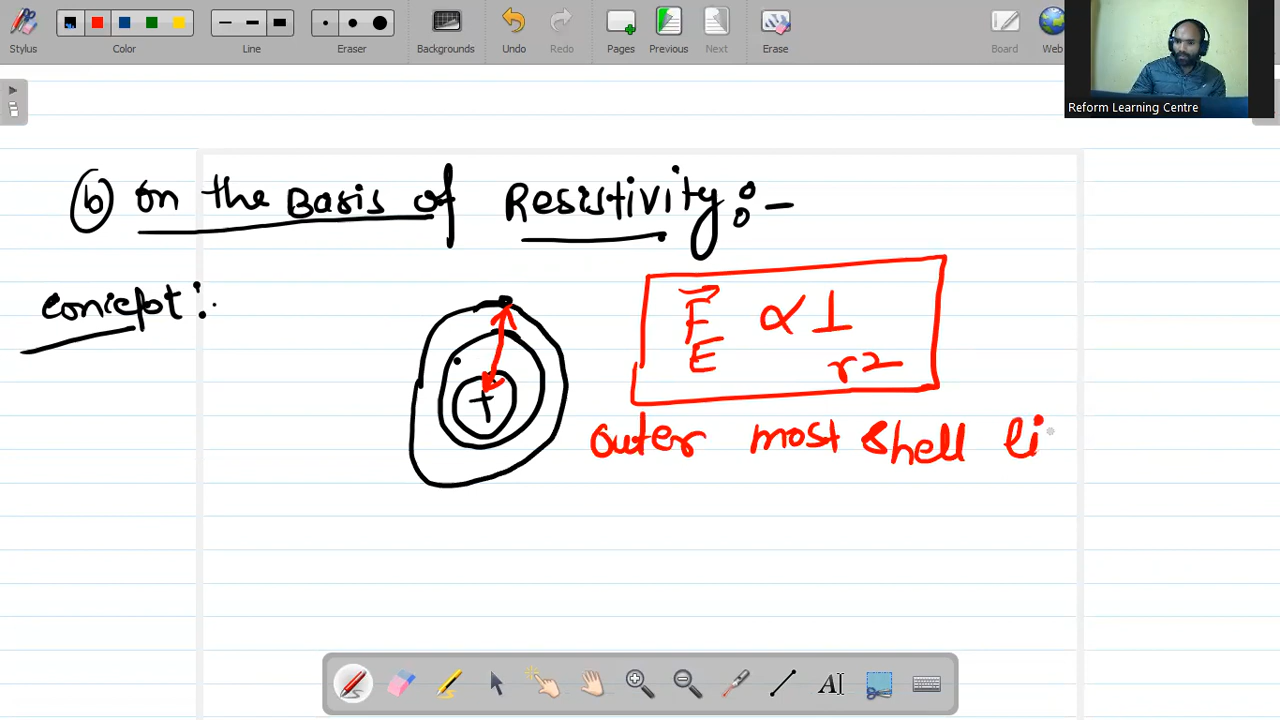 Stylus Color Line Eraser Backgrounds Undo Redo Pages Previous Next Erase Board Web
Reform Learning Centre
(b) on the Basis of Resistivity :-
concept :.
+
F⃗E ∝ 1/r2
outer most shell li